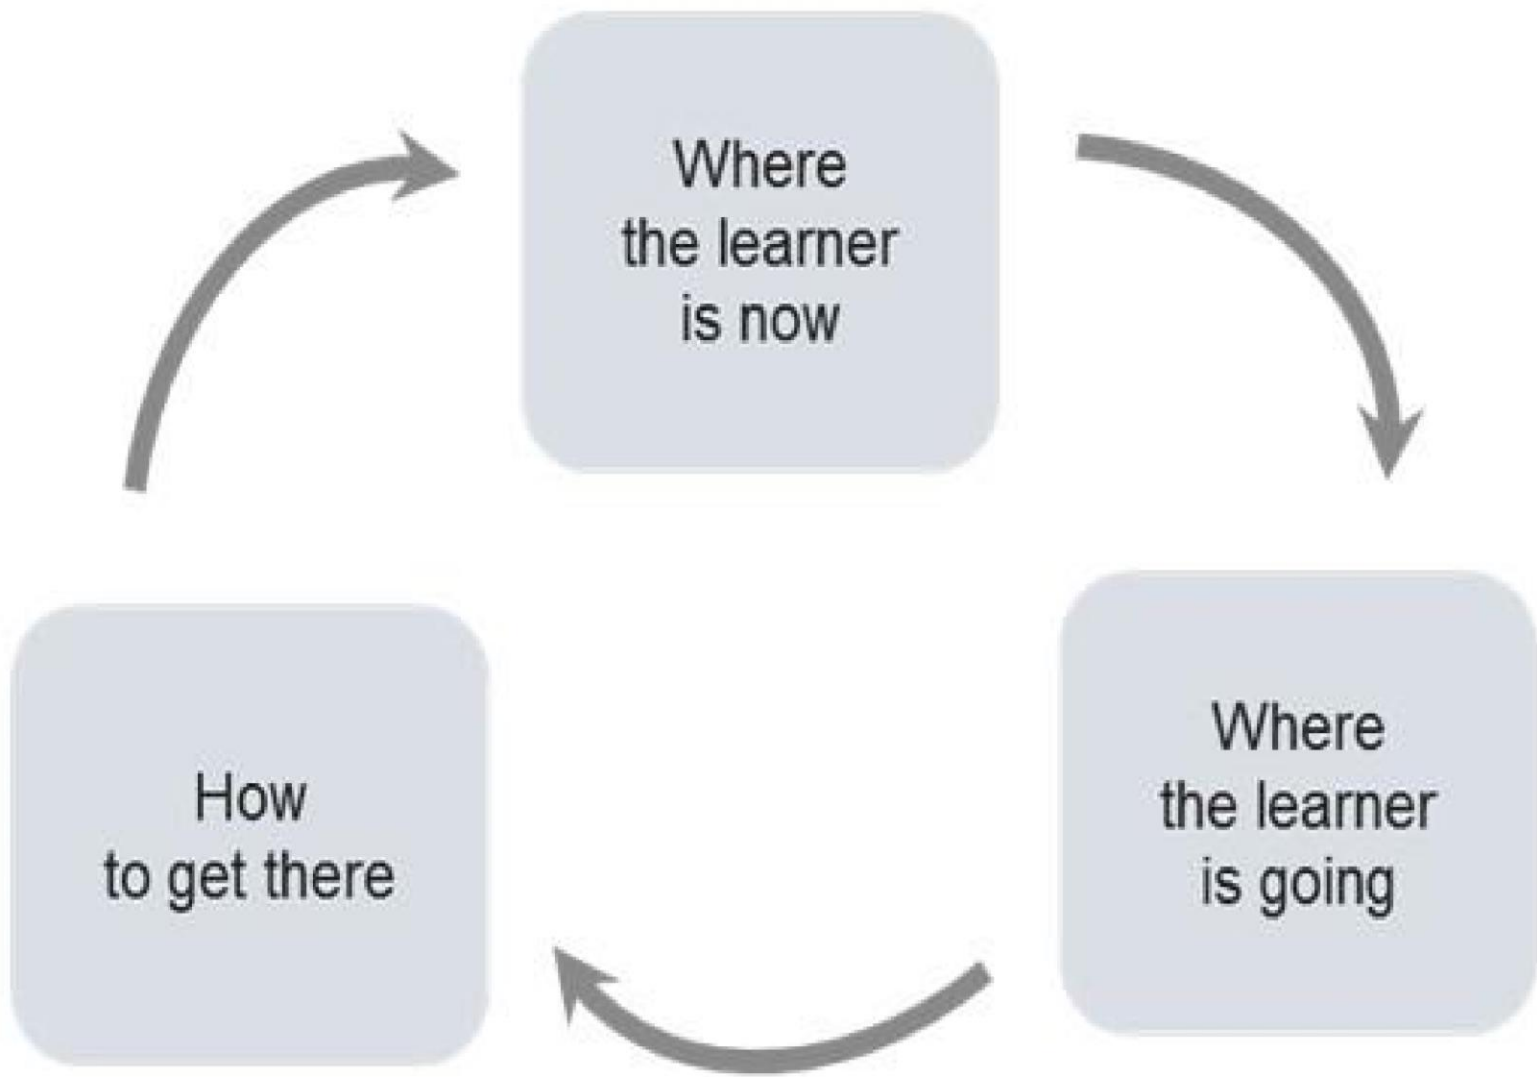 Where
the learner
is now
Where
the learner
is going
How
to get there